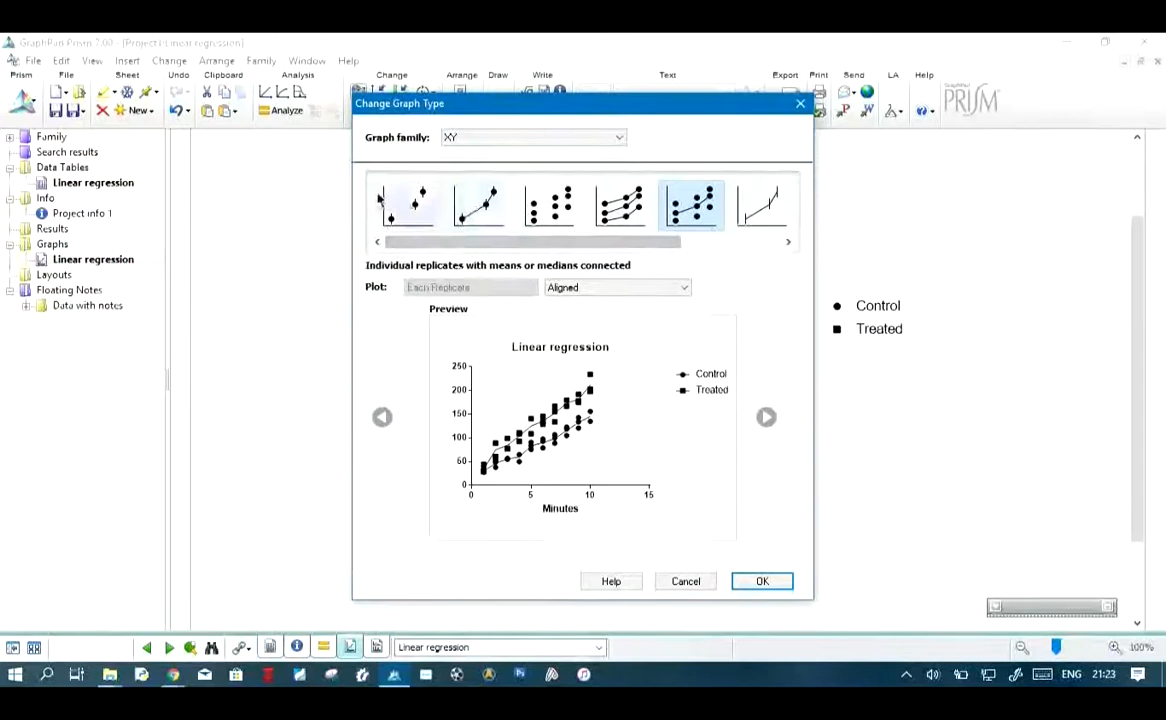 GraphPad Prism 7.00 - [Project I:Linear regression]
File Edit View Insert Change Arrange Family Window Help
Prism File Sheet Undo Clipboard Analysis Change Arrange Draw Write Text Export Print Send LA Help
New
Analyze
GraphPad
PRISM
Family
Search results
Data Tables
Linear regression
Info
Project info 1
Results
Graphs
Linear regression
Layouts
Floating Notes
Data with notes
Change Graph Type
Graph family: XY
Individual replicates with means or medians connected
Plot: Each Replicate Aligned
Preview
Linear regression
250
200
150
100
50
0
0 5 10 15
Minutes
Control
Treated
Help Cancel OK
Control
Treated
Linear regression
100%
ENG 21:23